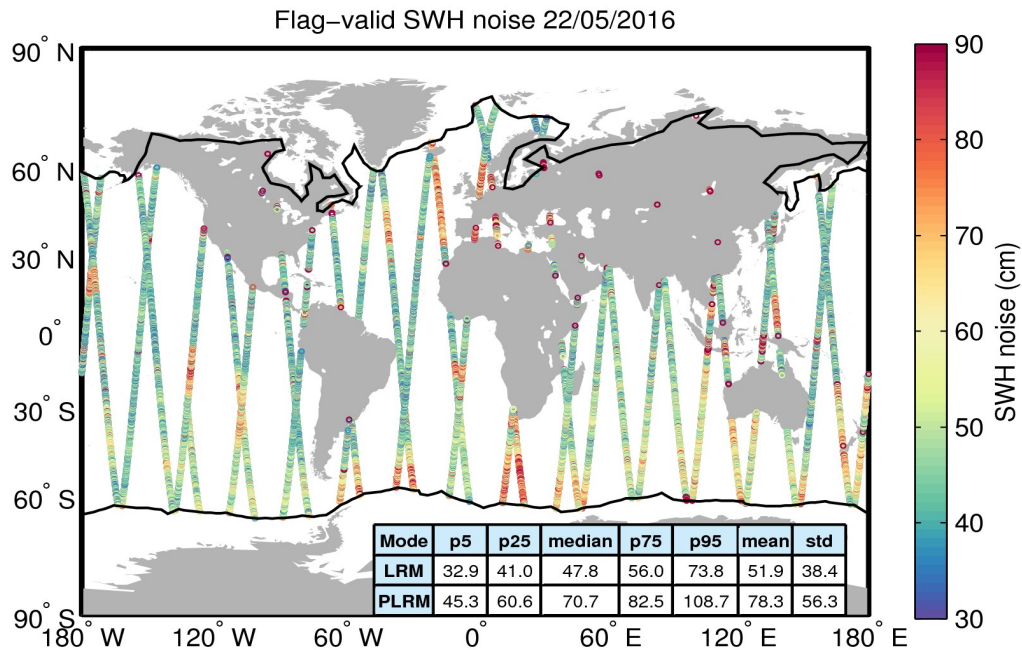 Flag−valid SWH noise 22/05/2016
90° N
60° N
30° N
0°
30° S
60° S
90° S
180° W
120° W
60° W
0°
60° E
120° E
180° E
90
80
70
60
50
40
30
SWH noise (cm)
Mode p5 p25 median p75 p95 mean std
LRM 32.9 41.0 47.8 56.0 73.8 51.9 38.4
PLRM 45.3 60.6 70.7 82.5 108.7 78.3 56.3